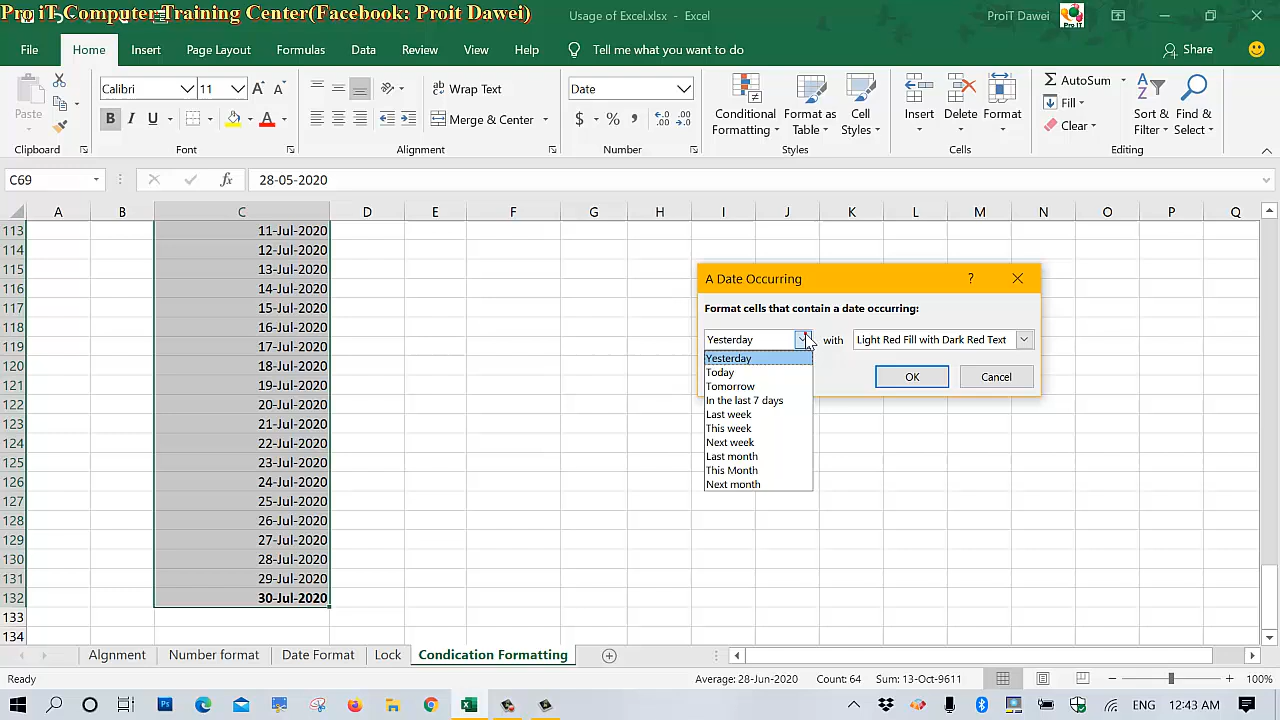 Pro iT Computer Training Center(Facebook: Proit Dawei)
Usage of Excel.xlsx - Excel
ProiT Dawei
Pro IT
File Home Insert Page Layout Formulas Data Review View Help Tell me what you want to do Share
Paste
Clipboard
Calibri 11
B I U A
Font
Wrap Text
Merge & Center
Alignment
Date
$ % ,
Number
Conditional Formatting
Format as Table
Cell Styles
Styles
Insert Delete Format
Cells
AutoSum
Fill
Clear
Sort & Filter
Find & Select
Editing
C69 fx 28-05-2020
A B C D E F G H I J K L M N O P Q
113 11-Jul-2020
114 12-Jul-2020
115 13-Jul-2020
116 14-Jul-2020
117 15-Jul-2020
118 16-Jul-2020
119 17-Jul-2020
120 18-Jul-2020
121 19-Jul-2020
122 20-Jul-2020
123 21-Jul-2020
124 22-Jul-2020
125 23-Jul-2020
126 24-Jul-2020
127 25-Jul-2020
128 26-Jul-2020
129 27-Jul-2020
130 28-Jul-2020
131 29-Jul-2020
132 30-Jul-2020
133
134
A Date Occurring ?
Format cells that contain a date occurring:
Yesterday with Light Red Fill with Dark Red Text
OK Cancel
Yesterday
Today
Tomorrow
In the last 7 days
Last week
This week
Next week
Last month
This Month
Next month
Alignment Number format Date Format Lock Condication Formatting
Ready Average: 28-Jun-2020 Count: 64 Sum: 13-Oct-9611 100%
ENG 12:43 AM